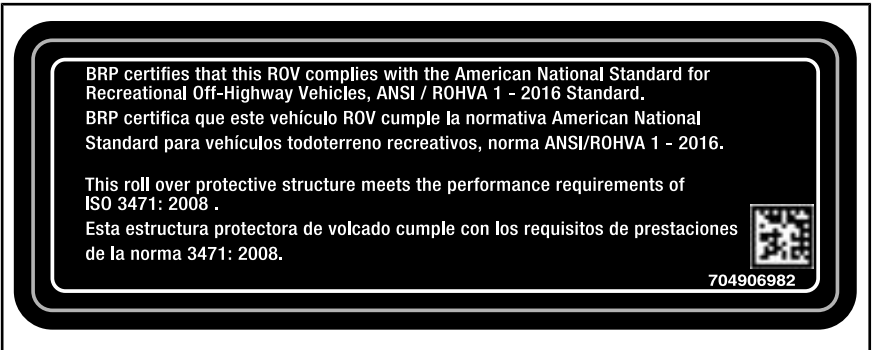 BRP certifies that this ROV complies with the American National Standard for
Recreational Off-Highway Vehicles, ANSI / ROHVA 1 - 2016 Standard.
BRP certifica que este vehículo ROV cumple la normativa American National
Standard para vehículos todoterreno recreativos, norma ANSI/ROHVA 1 - 2016.
This roll over protective structure meets the performance requirements of
ISO 3471: 2008 .
Esta estructura protectora de volcado cumple con los requisitos de prestaciones
de la norma 3471: 2008.
704906982